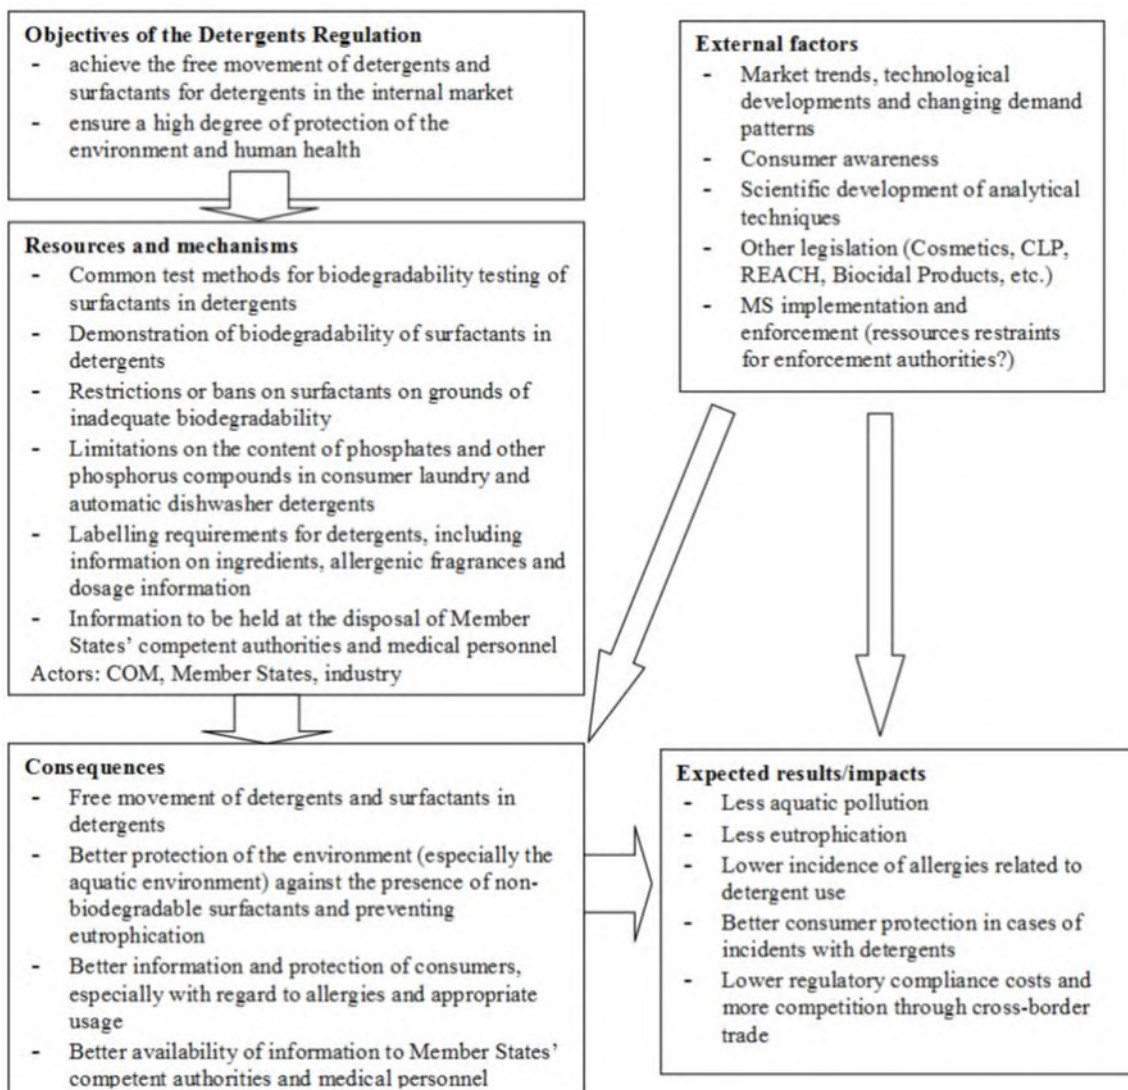 Objectives of the Detergents Regulation
- achieve the free movement of detergents and
surfactants for detergents in the internal market
- ensure a high degree of protection of the
environment and human health
Resources and mechanisms
- Common test methods for biodegradability testing of
surfactants in detergents
- Demonstration of biodegradability of surfactants in
detergents
- Restrictions or bans on surfactants on grounds of
inadequate biodegradability
- Limitations on the content of phosphates and other
phosphorus compounds in consumer laundry and
automatic dishwasher detergents
- Labelling requirements for detergents, including
information on ingredients, allergenic fragrances and
dosage information
- Information to be held at the disposal of Member
States’ competent authorities and medical personnel
Actors: COM, Member States, industry
Consequences
- Free movement of detergents and surfactants in
detergents
- Better protection of the environment (especially the
aquatic environment) against the presence of non-
biodegradable surfactants and preventing
eutrophication
- Better information and protection of consumers,
especially with regard to allergies and appropriate
usage
- Better availability of information to Member States’
competent authorities and medical personnel
External factors
- Market trends, technological
developments and changing demand
patterns
- Consumer awareness
- Scientific development of analytical
techniques
- Other legislation (Cosmetics, CLP,
REACH, Biocidal Products, etc.)
- MS implementation and
enforcement (ressources restraints
for enforcement authorities?)
Expected results/impacts
- Less aquatic pollution
- Less eutrophication
- Lower incidence of allergies related to
detergent use
- Better consumer protection in cases of
incidents with detergents
- Lower regulatory compliance costs and
more competition through cross-border
trade